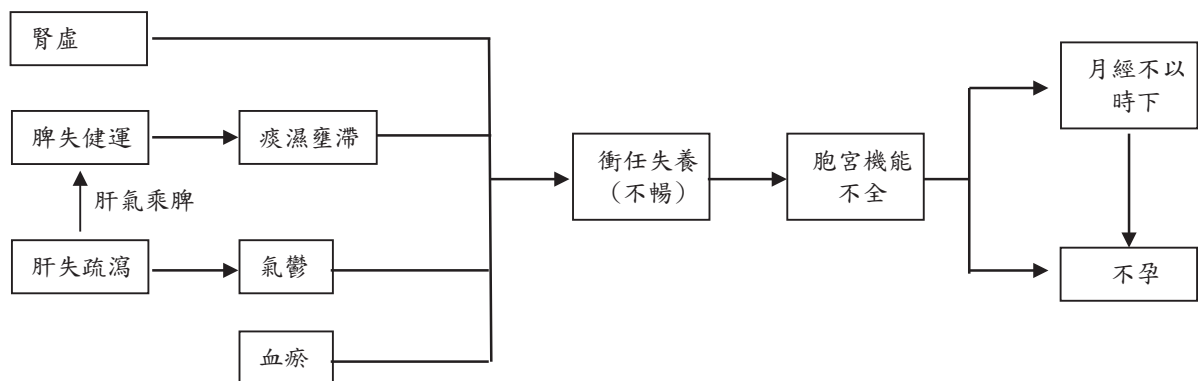 腎虛
脾失健運
痰濕壅滯
肝氣乘脾
肝失疏瀉
氣鬱
血瘀
衝任失養
（不暢）
胞宮機能
不全
月經不以
時下
不孕